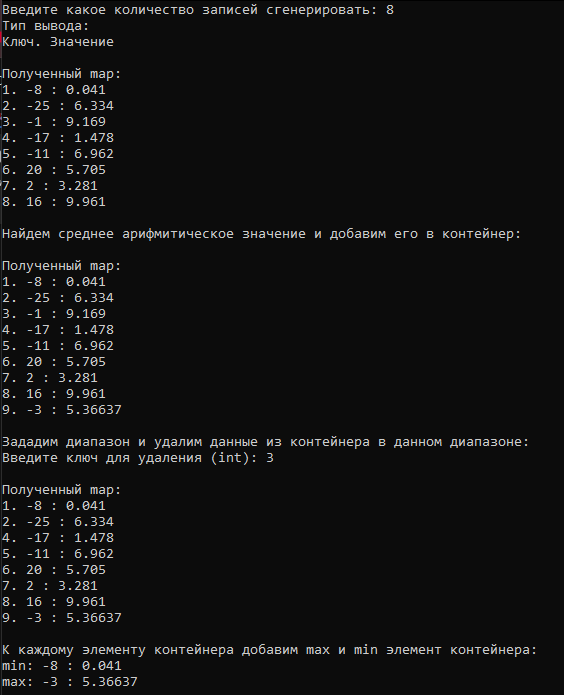 Введите какое количество записей сгенерировать: 8
Тип вывода:
Ключ. Значение
Полученный map:
1. -8 : 0.041
2. -25 : 6.334
3. -1 : 9.169
4. -17 : 1.478
5. -11 : 6.962
6. 20 : 5.705
7. 2 : 3.281
8. 16 : 9.961
Найдем среднее арифмитическое значение и добавим его в контейнер:
Полученный map:
1. -8 : 0.041
2. -25 : 6.334
3. -1 : 9.169
4. -17 : 1.478
5. -11 : 6.962
6. 20 : 5.705
7. 2 : 3.281
8. 16 : 9.961
9. -3 : 5.36637
Зададим диапазон и удалим данные из контейнера в данном диапазоне:
Введите ключ для удаления (int): 3
Полученный map:
1. -8 : 0.041
2. -25 : 6.334
4. -17 : 1.478
5. -11 : 6.962
6. 20 : 5.705
7. 2 : 3.281
8. 16 : 9.961
9. -3 : 5.36637
К каждому элементу контейнера добавим max и min элемент контейнера:
min: -8 : 0.041
max: -3 : 5.36637